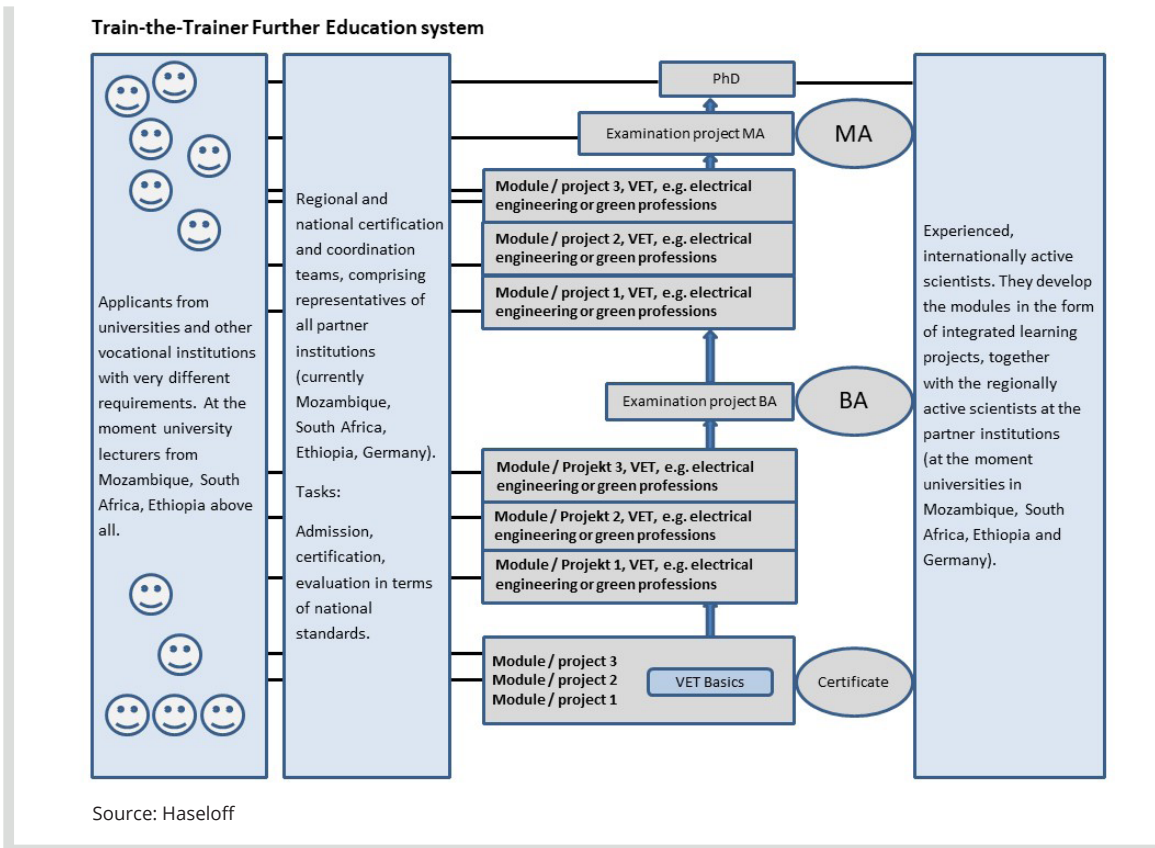 Train-the-Trainer Further Education system
Applicants from
universities and other
vocational institutions
with very different
requirements. At the
moment university
lecturers from
Mozambique, South
Africa, Ethiopia above
all.
Regional and
national certification
and coordination
teams, comprising
representatives of
all partner
institutions
(currently
Mozambique,
South Africa,
Ethiopia, Germany).
Tasks:
Admission,
certification,
evaluation in terms
of national
standards.
PhD
Examination project MA
MA
Module / project 3, VET, e.g. electrical
engineering or green professions
Module / project 2, VET, e.g. electrical
engineering or green professions
Module / project 1, VET, e.g. electrical
engineering or green professions
Examination project BA
BA
Module / Projekt 3, VET, e.g. electrical
engineering or green professions
Module / Projekt 2, VET, e.g. electrical
engineering or green professions
Module / Projekt 1, VET, e.g. electrical
engineering or green professions
Module / project 3
Module / project 2
Module / project 1
VET Basics
Certificate
Experienced,
internationally active
scientists. They develop
the modules in the form
of integrated learning
projects, together
with the regionally
active scientists at the
partner institutions
(at the moment
universities in
Mozambique, South
Africa, Ethiopia and
Germany).
Source: Haseloff